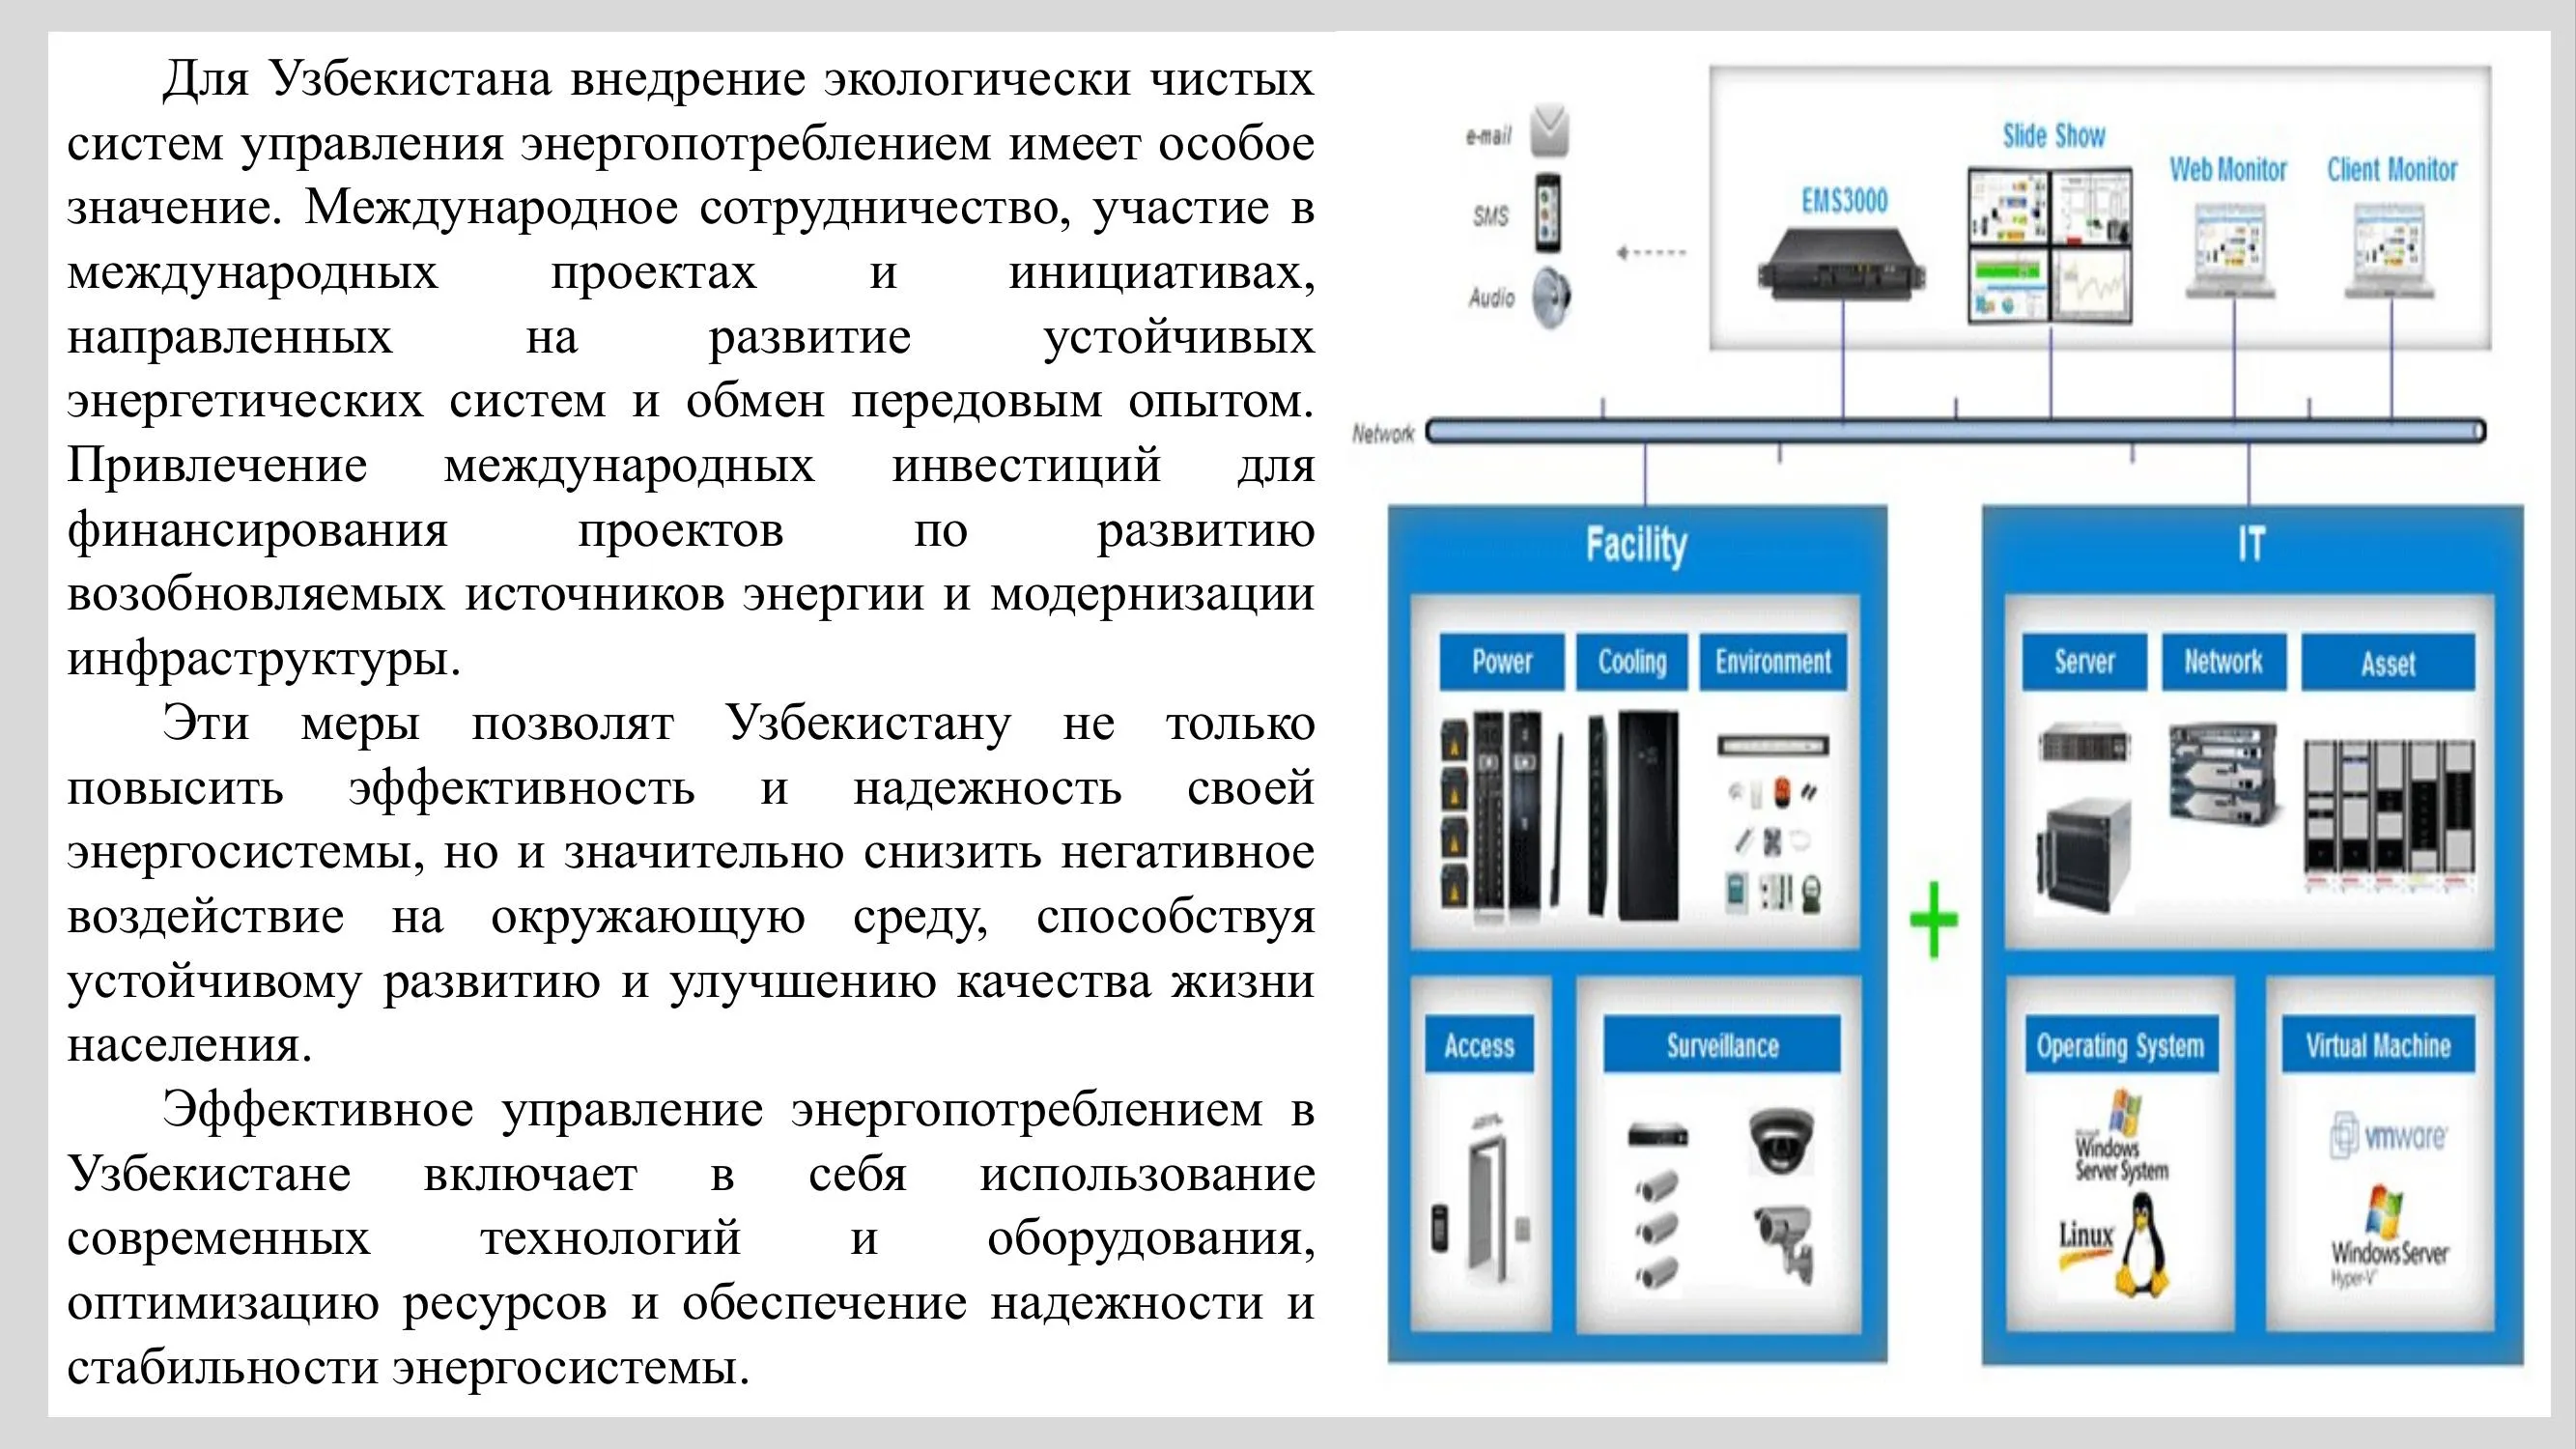 Для Узбекистана внедрение экологически чистых
систем управления энергопотреблением имеет особое
значение. Международное сотрудничество, участие в
международных проектах и инициативах,
направленных на развитие устойчивых
энергетических систем и обмен передовым опытом.
Привлечение международных инвестиций для
финансирования проектов по развитию
возобновляемых источников энергии и модернизации
инфраструктуры.
Эти меры позволят Узбекистану не только
повысить эффективность и надежность своей
энергосистемы, но и значительно снизить негативное
воздействие на окружающую среду, способствуя
устойчивому развитию и улучшению качества жизни
населения.
Эффективное управление энергопотреблением в
Узбекистане включает в себя использование
современных технологий и оборудования,
оптимизацию ресурсов и обеспечение надежности и
стабильности энергосистемы.
e-mail
SMS
Audio
EMS3000
Slide Show
Web Monitor
Client Monitor
Network
Facility
Power
Cooling
Environment
Access
Surveillance
IT
Server
Network
Asset
Operating System
Windows
Server System
Linux
Virtual Machine
vmware
Windows Server
Hyper-V